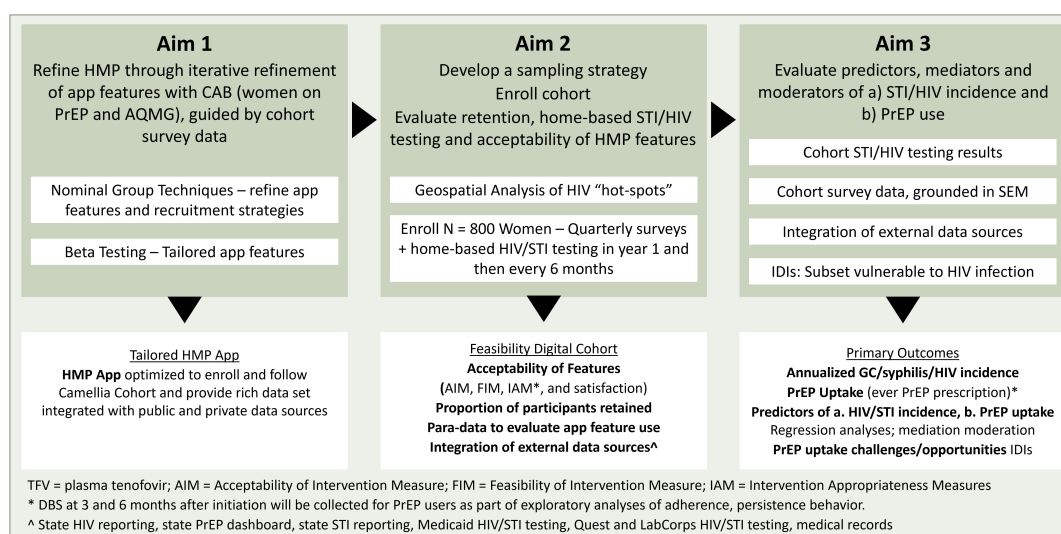 Aim 1
Refine HMP through iterative refinement
of app features with CAB (women on
PrEP and AQMG), guided by cohort
survey data
Nominal Group Techniques – refine app
features and recruitment strategies
Beta Testing – Tailored app features
Tailored HMP App
HMP App optimized to enroll and follow
Camellia Cohort and provide rich data set
integrated with public and private data sources
Aim 2
Develop a sampling strategy
Enroll cohort
Evaluate retention, home-based STI/HIV
testing and acceptability of HMP features
Geospatial Analysis of HIV “hot-spots”
Enroll N = 800 Women – Quarterly surveys
+ home-based HIV/STI testing in year 1 and
then every 6 months
Feasibility Digital Cohort
Acceptability of Features
(AIM, FIM, IAM*, and satisfaction)
Proportion of participants retained
Para-data to evaluate app feature use
Integration of external data sources^
Aim 3
Evaluate predictors, mediators and
moderators of a) STI/HIV incidence and
b) PrEP use
Cohort STI/HIV testing results
Cohort survey data, grounded in SEM
Integration of external data sources
IDIs: Subset vulnerable to HIV infection
Primary Outcomes
Annualized GC/syphilis/HIV incidence
PrEP Uptake (ever PrEP prescription)*
Predictors of a. HIV/STI incidence, b. PrEP uptake
Regression analyses; mediation moderation
PrEP uptake challenges/opportunities IDIs
TFV = plasma tenofovir; AIM = Acceptability of Intervention Measure; FIM = Feasibility of Intervention Measure; IAM = Intervention Appropriateness Measures
* DBS at 3 and 6 months after initiation will be collected for PrEP users as part of exploratory analyses of adherence, persistence behavior.
^ State HIV reporting, state PrEP dashboard, state STI reporting, Medicaid HIV/STI testing, Quest and LabCorps HIV/STI testing, medical records